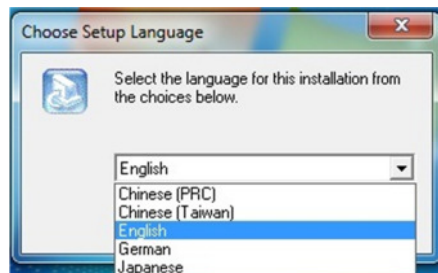 Choose Setup Language
Select the language for this installation from
the choices below.
English
Chinese (PRC)
Chinese (Taiwan)
English
German
Japanese